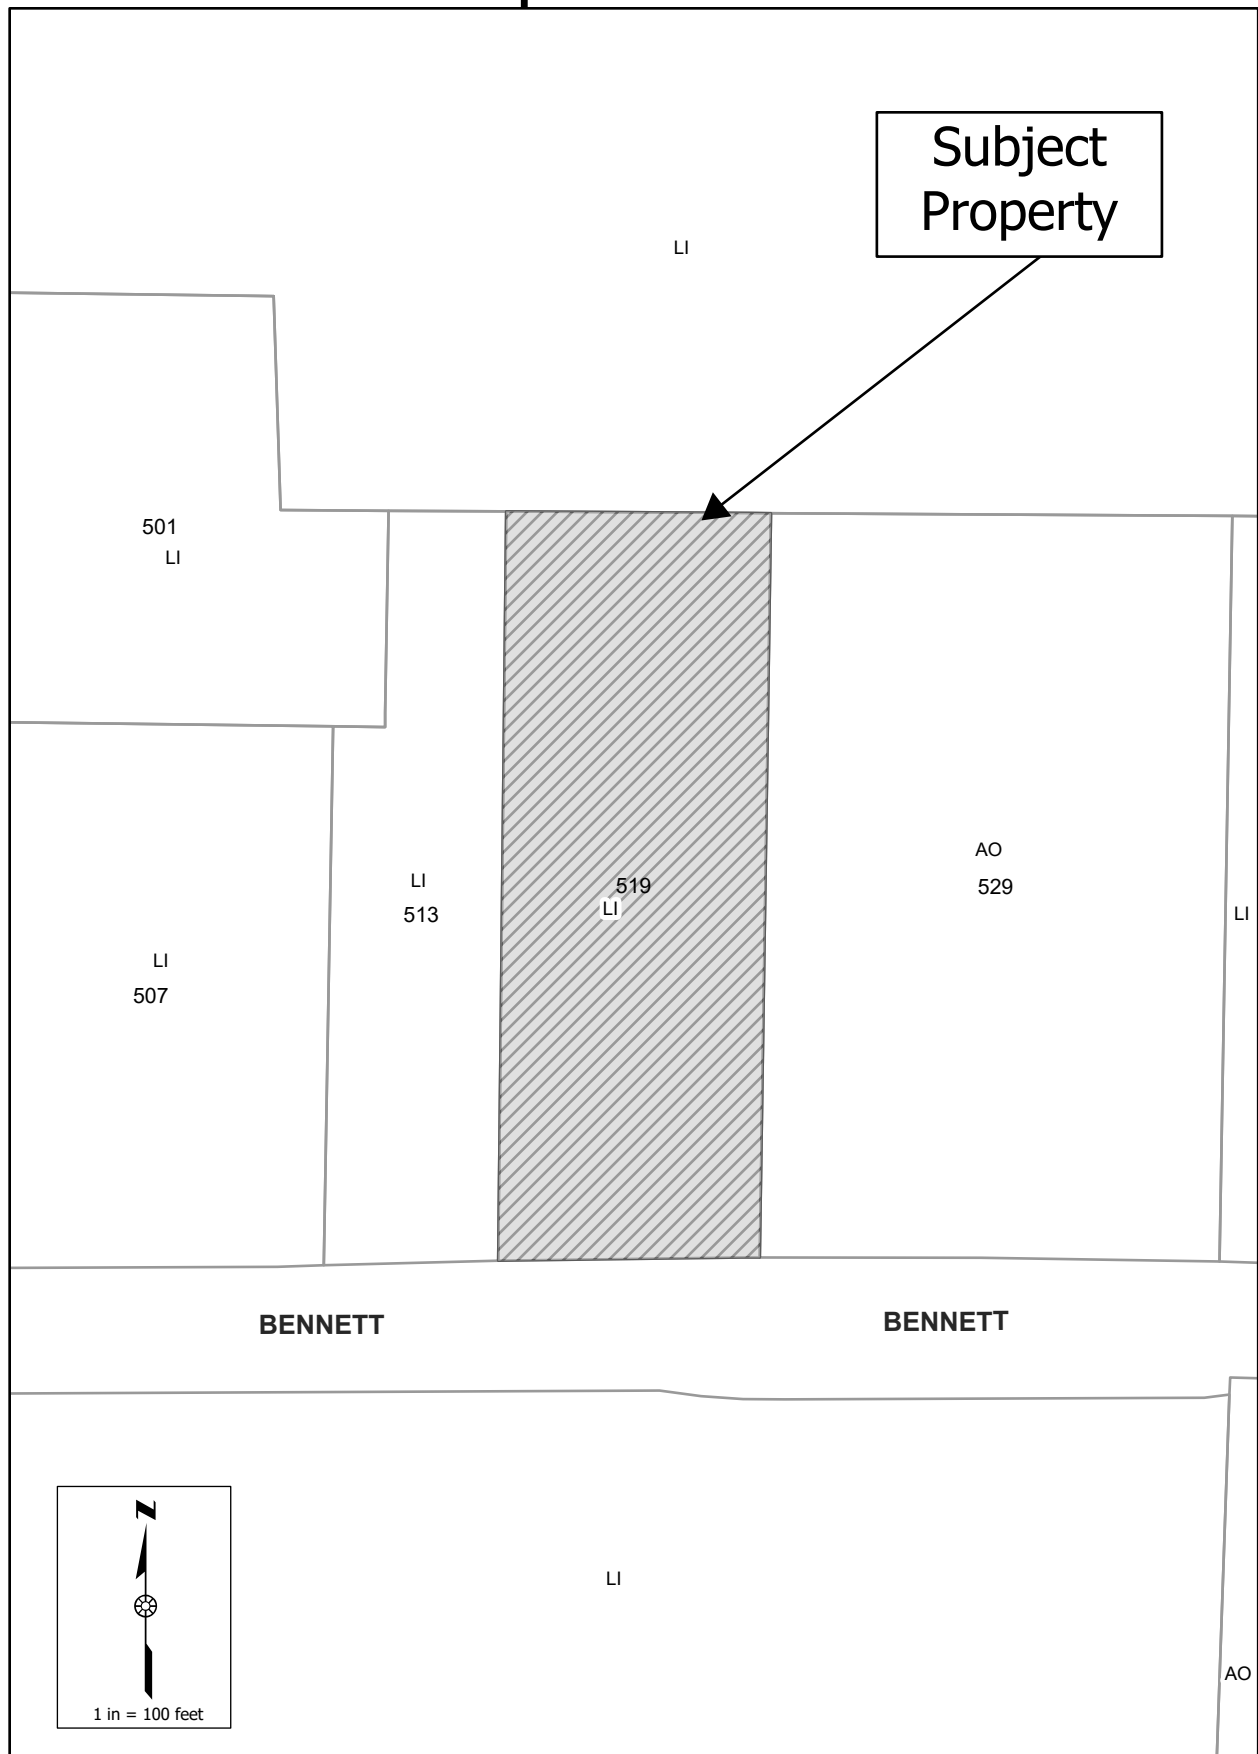 Subject
Property
LI
501
LI
AO
529
LI
513
519
LI
LI
LI
507
BENNETT
BENNETT
N
LI
AO
1 in = 100 feet